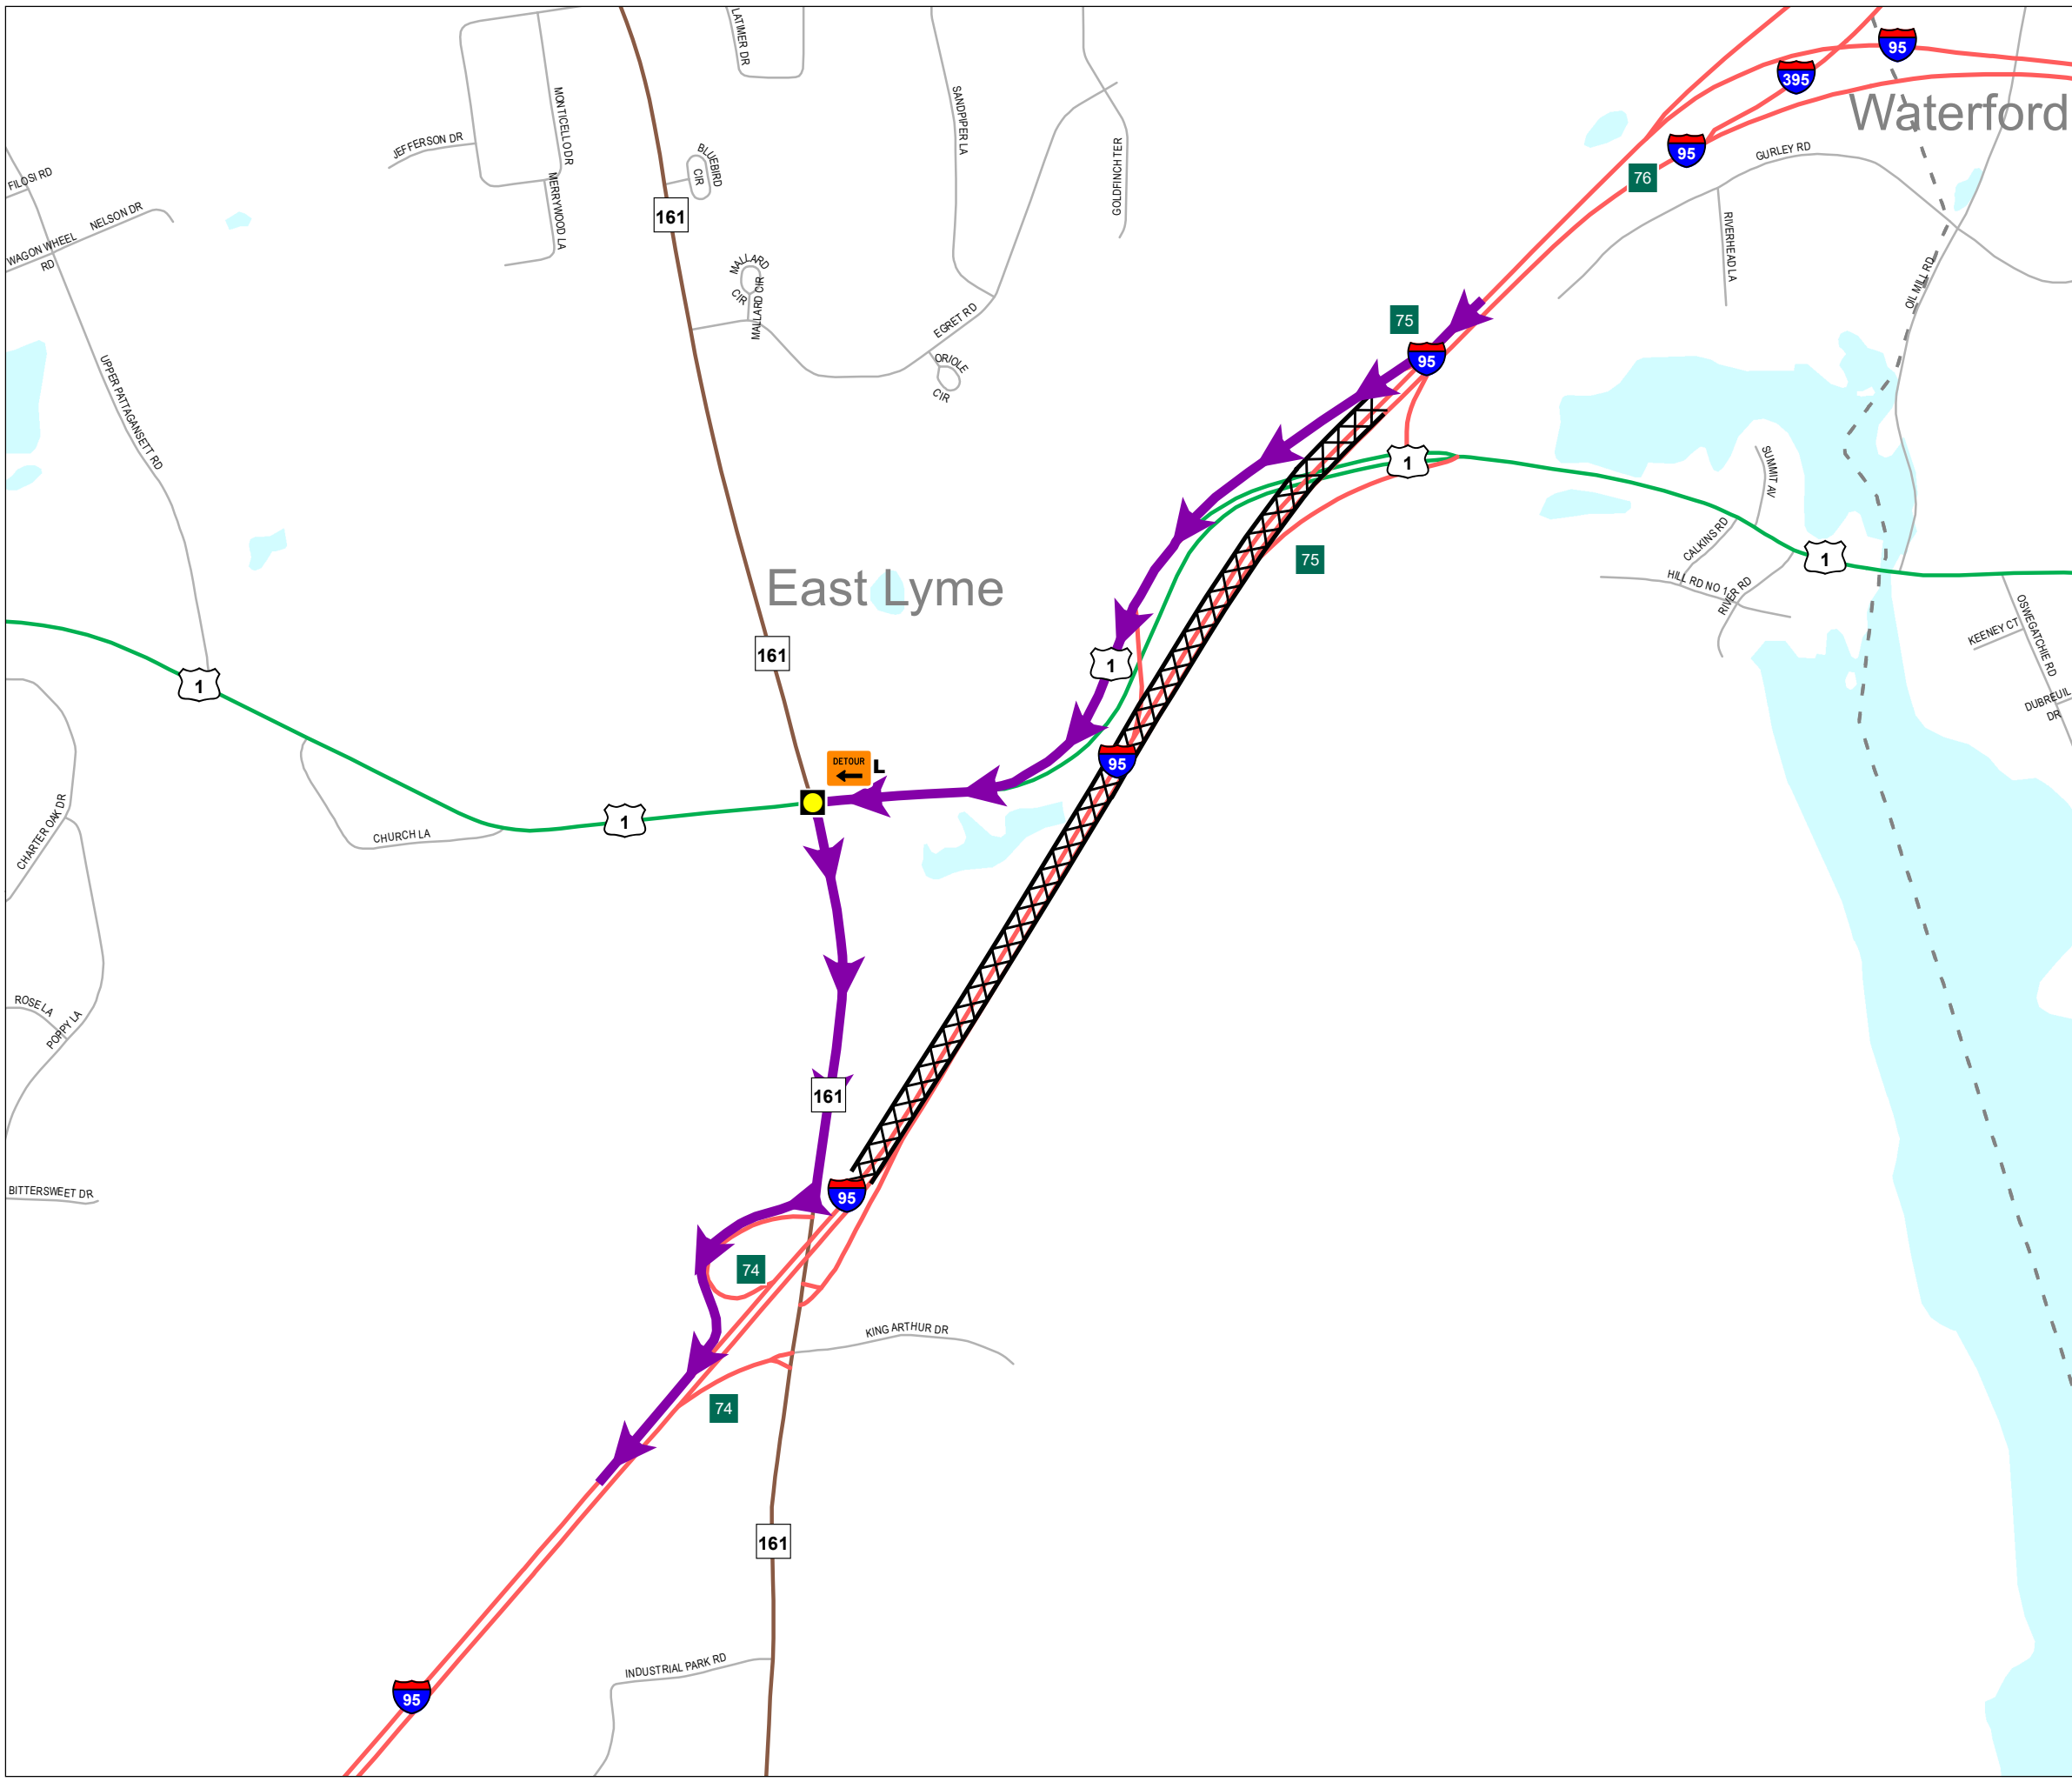 LATIMER DR
95
395
Waterford
MONTICELLO DR
SANDPIPER LA
JEFFERSON DR
BLUEBIRD
CIR
GOLDFINCH TER
GURLEY RD
95
76
FILOSI RD
MERRYWOOD LA
NELSON DR
161
WAGON WHEEL
RD
RIVERHEAD LA
MALLARD
CIR
MALLARD CIR
OIL MILL RD
EGRET RD
75
95
ORIOLE
CIR
UPPER PATTAGANSETT RD
1
SUMMIT AV
CALKINS RD
75
1
East Lyme
HILL RD NO 1
RIVER RD
OSWEGATCHIE RD
KEENEY CT
161
1
1
DUBREUIL
DR
95
DETOUR
L
1
CHARTER OAK DR
CHURCH LA
ROSE LA
POPPY LA
161
BITTERSWEET DR
95
74
KING ARTHUR DR
74
161
INDUSTRIAL PARK RD
95